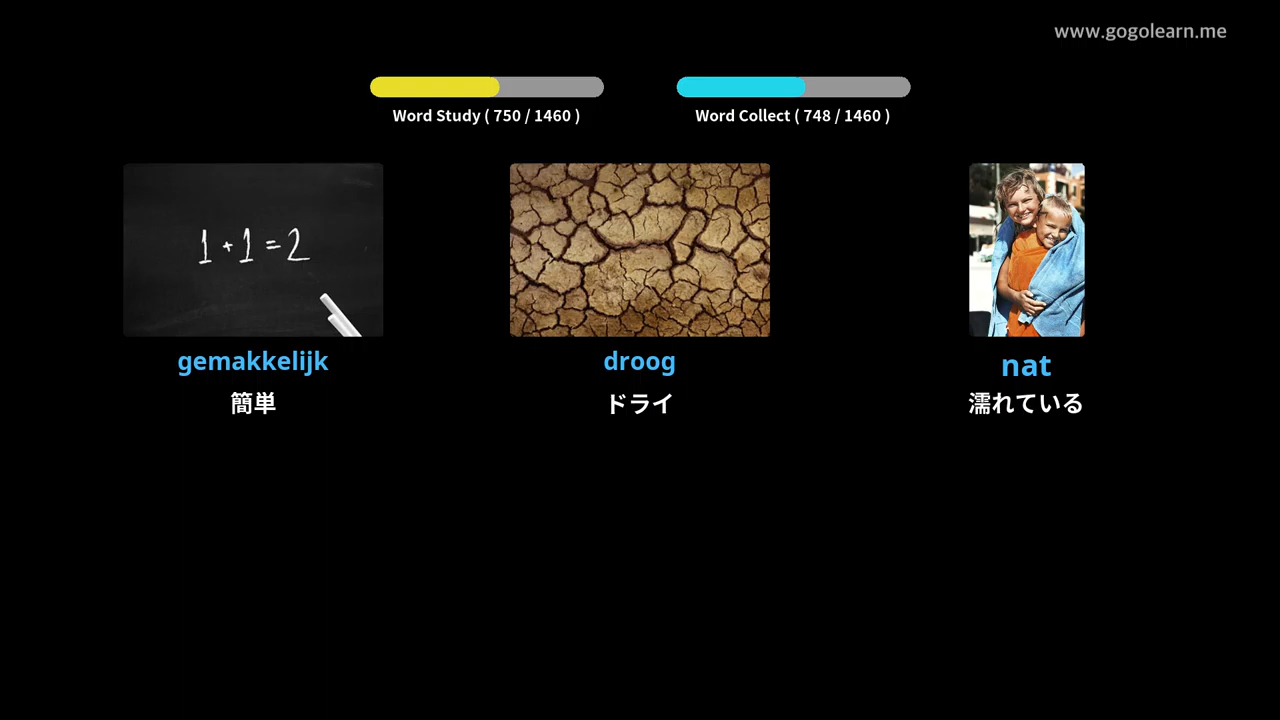 www.gogolearn.me
Word Study ( 750 / 1460 )
Word Collect ( 748 / 1460 )
1 + 1 = 2
gemakkelijk
droog
nat
簡単
ドライ
濡れている